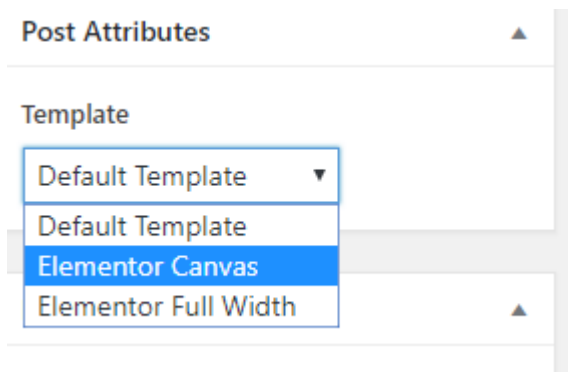 Post Attributes
Template
Default Template
Default Template
Elementor Canvas
Elementor Full Width